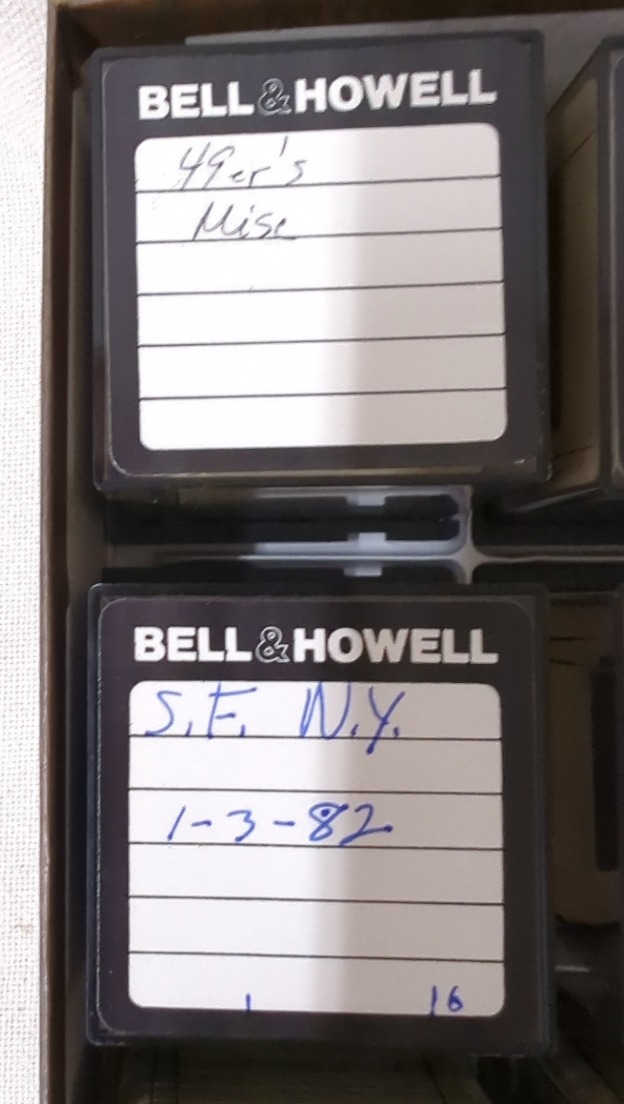 BELL&HOWELL
49er's
Misc
BELL&HOWELL
S.F. N.Y.
1-3-82
1 16